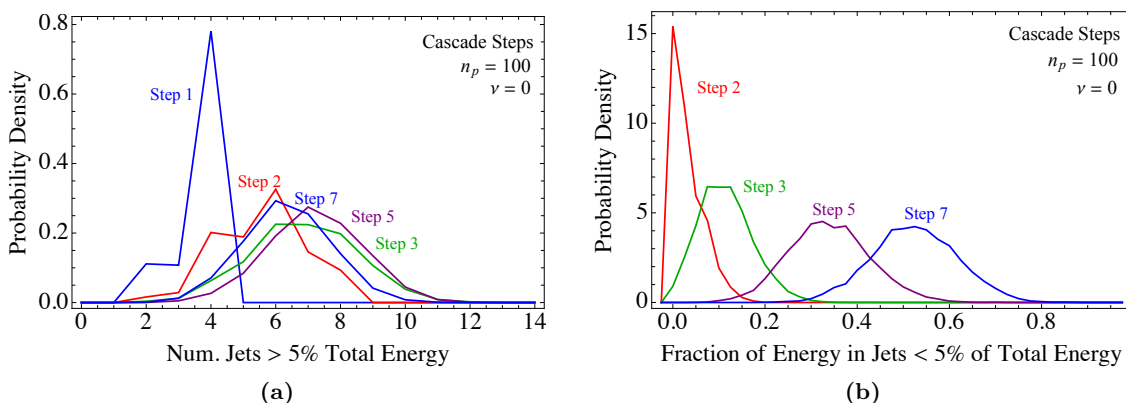 Cascade Steps
n_p = 100
ν = 0
Step 1
Step 2
Step 7
Step 5
Step 3
Probability Density
0.0
0.2
0.4
0.6
0.8
0 2 4 6 8 10 12 14
Num. Jets > 5% Total Energy
(a)
Cascade Steps
n_p = 100
ν = 0
Step 2
Step 3
Step 5
Step 7
Probability Density
0
5
10
15
0.0 0.2 0.4 0.6 0.8
Fraction of Energy in Jets < 5% of Total Energy
(b)